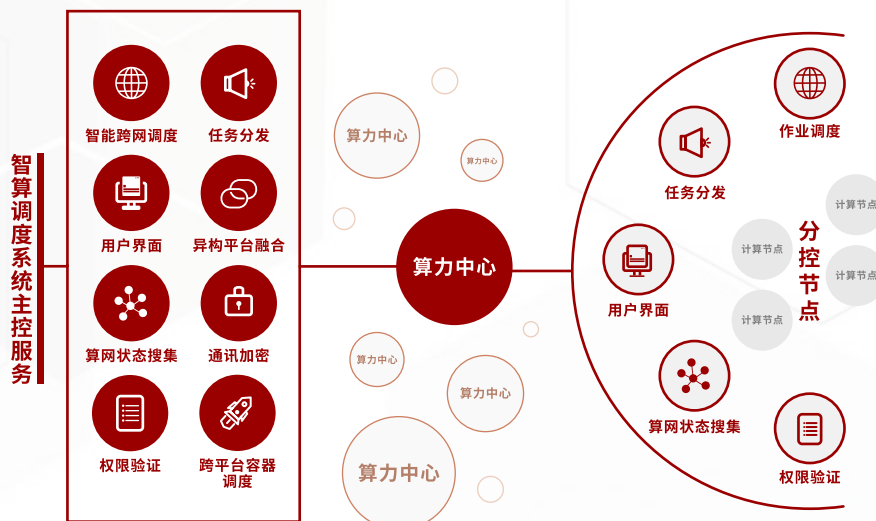 智算调度系统主控服务
智能跨网调度
任务分发
用户界面
异构平台融合
算网状态搜集
通讯加密
权限验证
跨平台容器
调度
算力中心
算力中心
算力中心
算力中心
算力中心
算力中心
作业调度
任务分发
用户界面
算网状态搜集
权限验证
分控节点
计算节点
计算节点
计算节点
计算节点